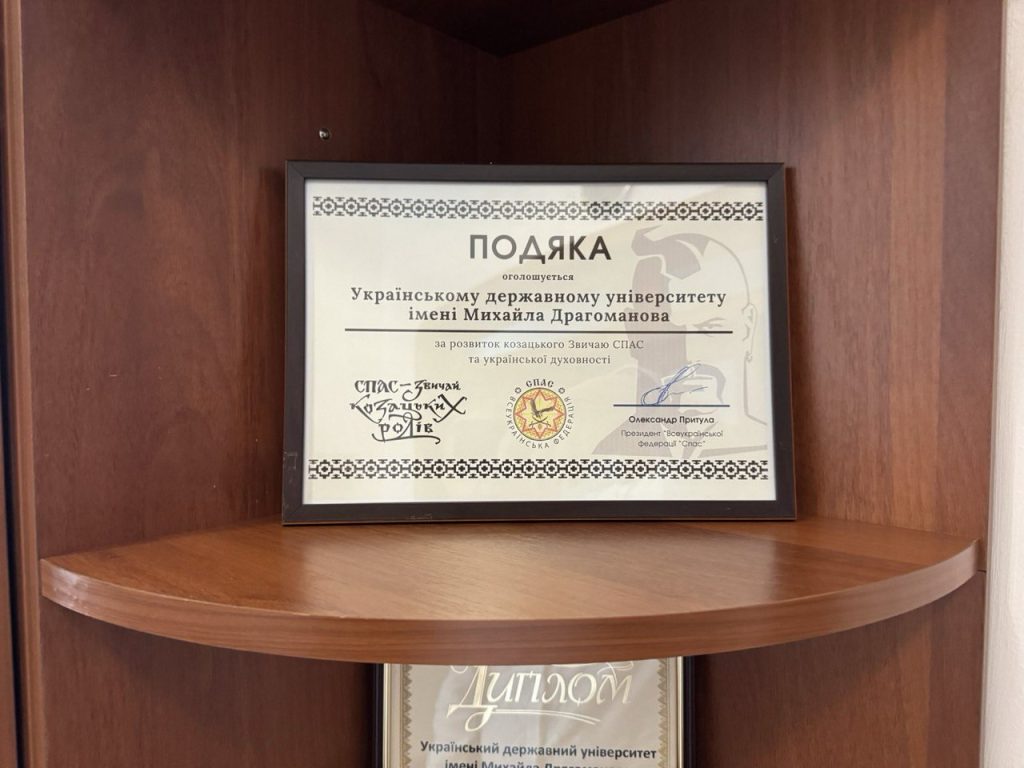 ПОДЯКА
оголошується
Українському державному університету
імені Михайла Драгоманова
за розвиток козацького Звичаю СПАС
та української духовності
СПАС – Звичай
Козацьких
родів
СПАС
ВСЕУКРАЇНСЬКА ФЕДЕРАЦІЯ
Олександр Притула
Президент "Всеукраїнської
федерації "Спас"
Диплом
Український державний університет
імені Михайла Драгоманова